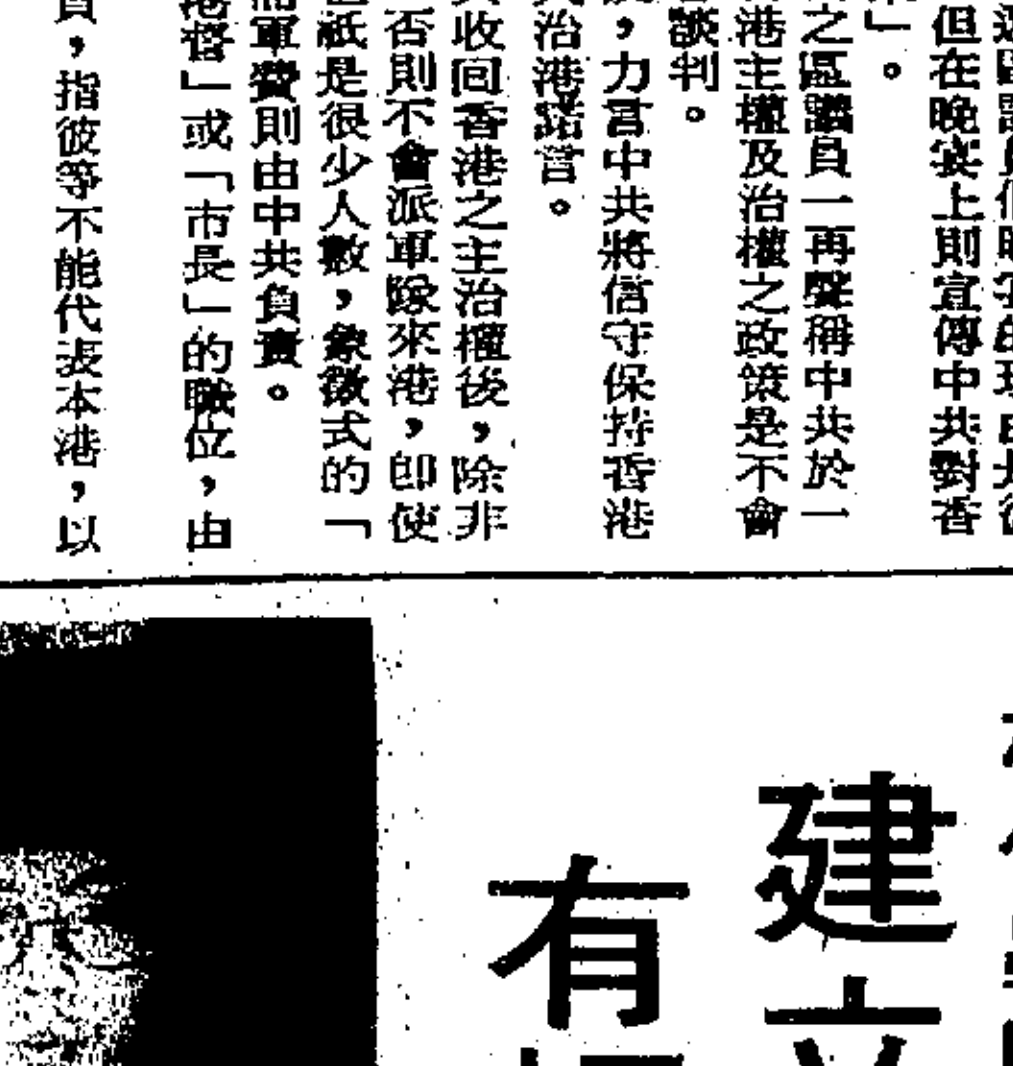 但在晚宴上則宣傳中共對香
」。
之區議員一再聲稱中共於一
港主權及治權之政策是不會
談判。
，力言中共將信守保持香港
治港諾言。
收回香港之主治權後，除非
否則不會派軍隊來港，即使
祇是很少人數，象徵式的「
軍費則由中共負責。
港督」或「市長」的職位，由
員，指彼等不能代表本港，以
建立
有